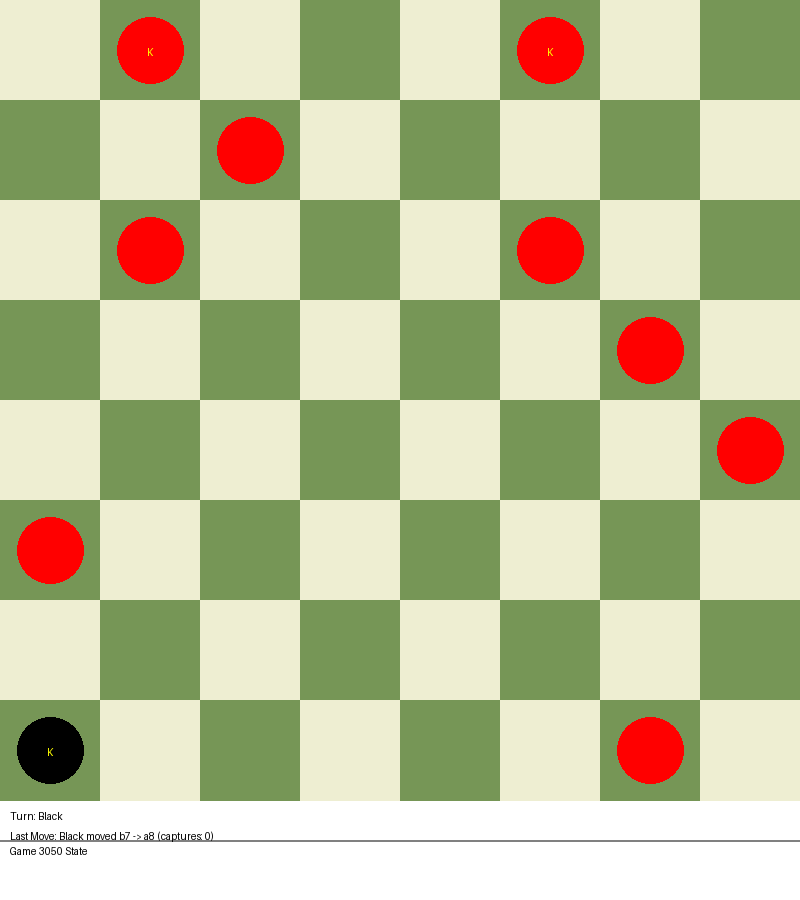 K K
K
Turn: Black
Last Move: Black moved b7 -> a8 (captures: 0)
Game 3050 State